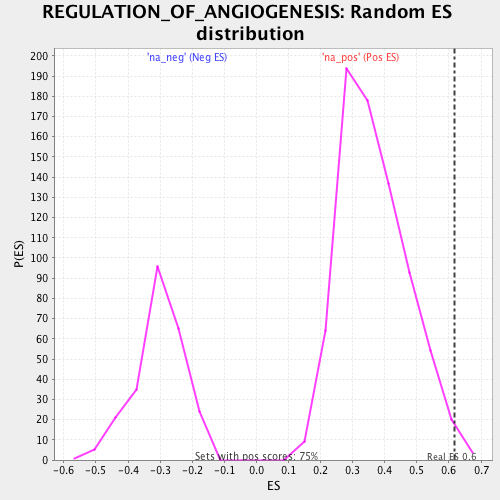 REGULATION_OF_ANGIOGENESIS: Random ES
distribution
'na_neg' (Neg ES)
'na_pos' (Pos ES)
200
190
180
170
160
150
140
130
120
110
100
90
80
70
60
50
40
30
20
10
0
P(ES)
Sets with pos scores: 75%
Real ES 0.6
-0.6 -0.5 -0.4 -0.3 -0.2 -0.1 0.0 0.1 0.2 0.3 0.4 0.5 0.6 0.7
ES